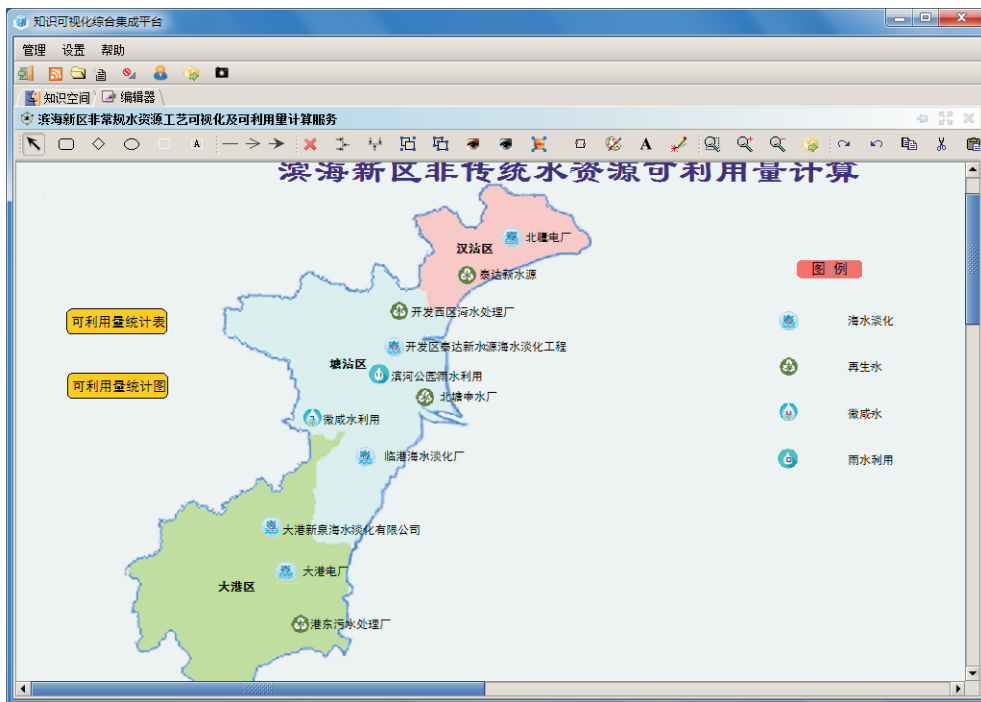 知识可视化综合集成平台
管理 设置 帮助
知识空间 编辑器
滨海新区非常规水资源工艺可视化及可利用量计算服务
A A
滨海新区非传统水资源可利用量计算
北疆电厂
汉沽区
泰达新水源
图 例
开发西区污水处理厂
可利用量统计表
海水淡化
开发区泰达新水源海水淡化工程
塘沽区
再生水
滨河公园雨水利用
可利用量统计图
北塘中水厂
微咸水
微咸水利用
临港海水淡化厂
雨水利用
大港新泉海水淡化有限公司
大港电厂
大港区
港东污水处理厂